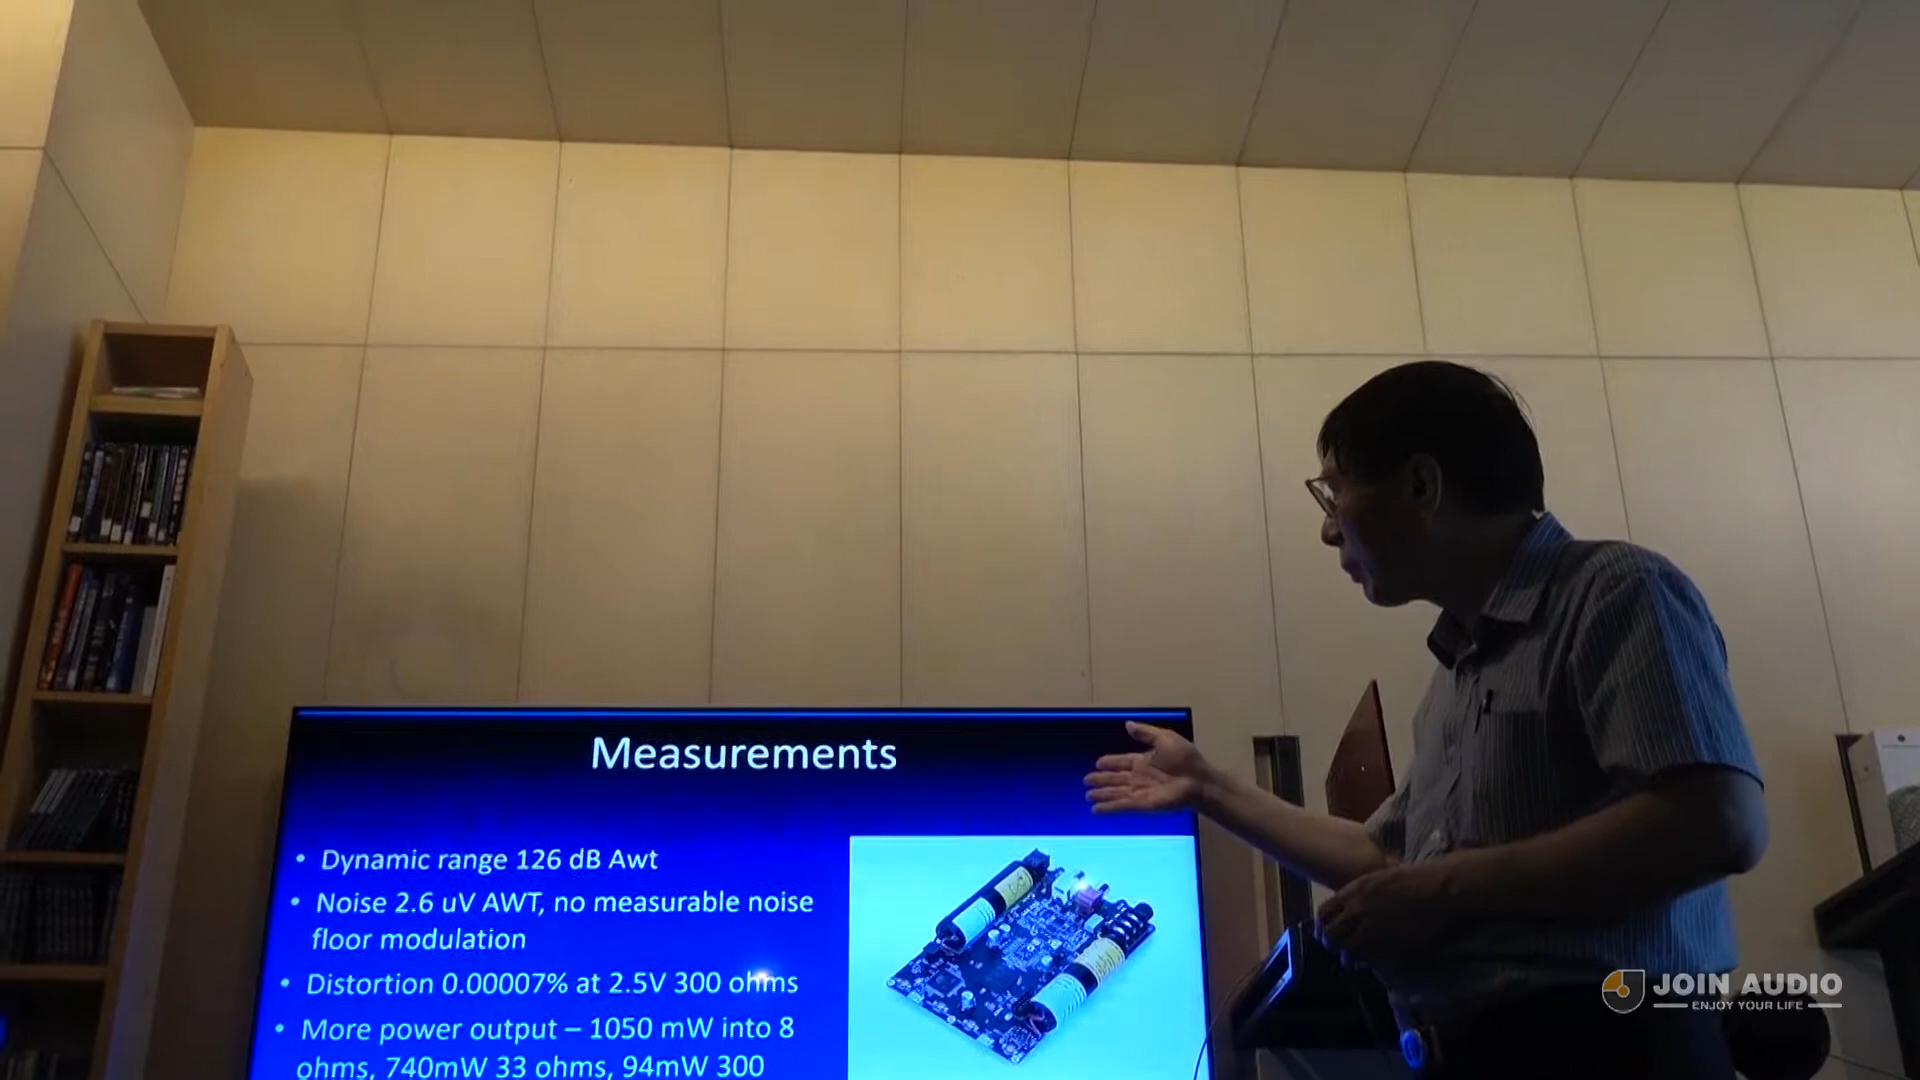 Measurements
• Dynamic range 126 dB Awt
• Noise 2.6 uV AWT, no measurable noise
floor modulation
• Distortion 0.00007% at 2.5V 300 ohms
• More power output – 1050 mW into 8
ohms, 740mW 33 ohms, 94mW 300
JOIN AUDIO
ENJOY YOUR LIFE